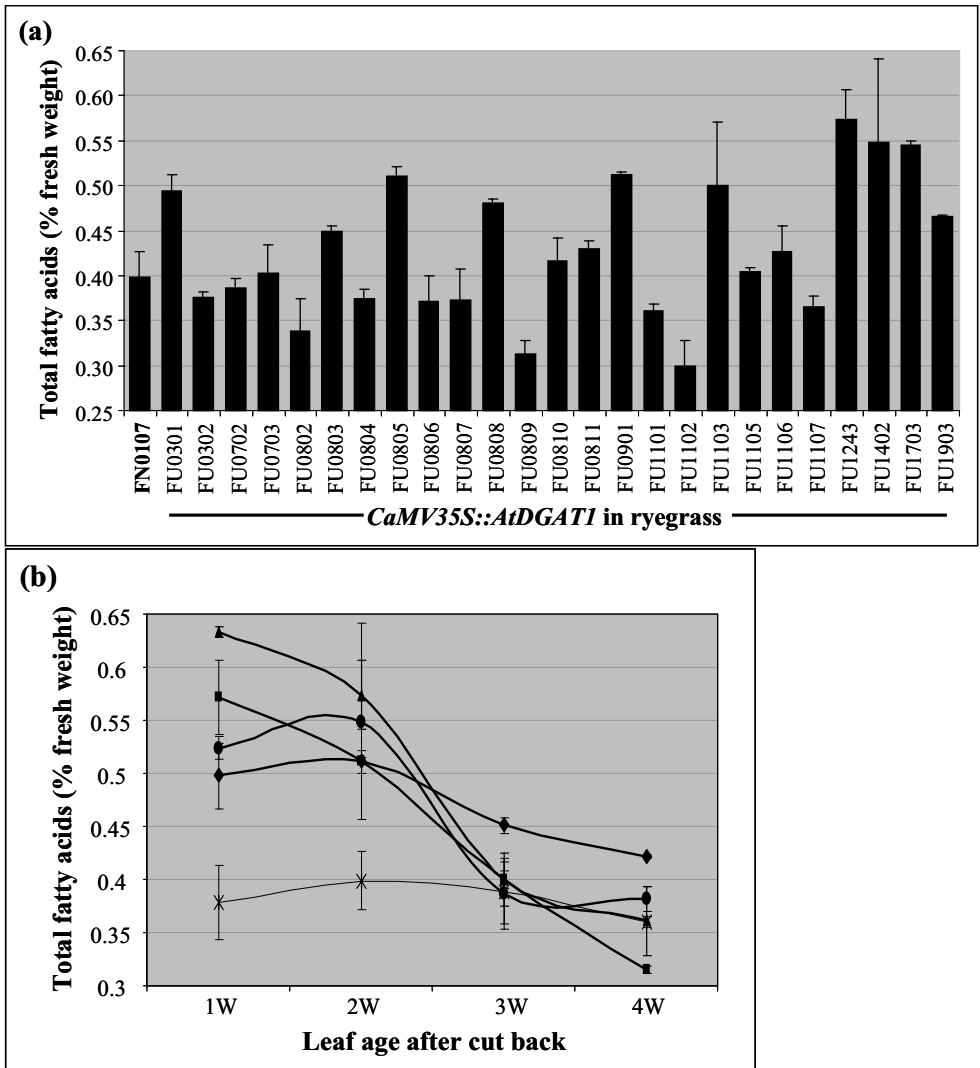 (a)
Total fatty acids (% fresh weight)
0.65
0.60
0.55
0.50
0.45
0.40
0.35
0.30
0.25
FN0107
FU0301
FU0302
FU0702
FU0703
FU0802
FU0803
FU0804
FU0805
FU0806
FU0807
FU0808
FU0809
FU0810
FU0811
FU0901
FU1101
FU1102
FU1103
FU1105
FU1106
FU1107
FU1243
FU1402
FU1703
FU1903
CaMV35S::AtDGAT1 in ryegrass
(b)
Total fatty acids (% fresh weight)
0.65
0.6
0.55
0.5
0.45
0.4
0.35
0.3
1W 2W 3W 4W
Leaf age after cut back